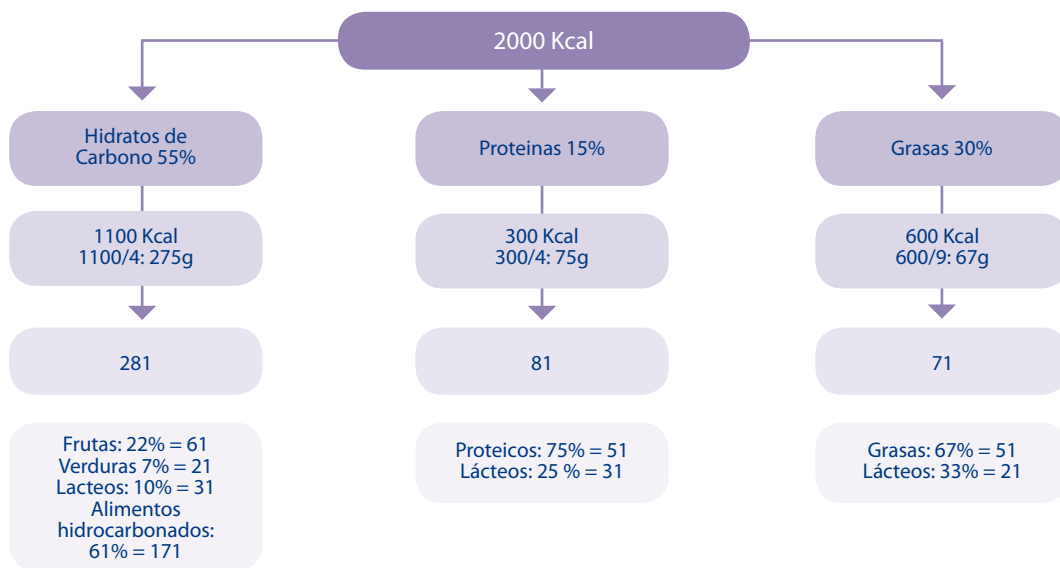 2000 Kcal
Hidratos de
Carbono 55%
1100 Kcal
1100/4: 275g
281
Frutas: 22% = 61
Verduras 7% = 21
Lacteos: 10% = 31
Alimentos
hidrocarbonados:
61% = 171
Proteinas 15%
300 Kcal
300/4: 75g
81
Proteicos: 75% = 51
Lácteos: 25 % = 31
Grasas 30%
600 Kcal
600/9: 67g
71
Grasas: 67% = 51
Lácteos: 33% = 21